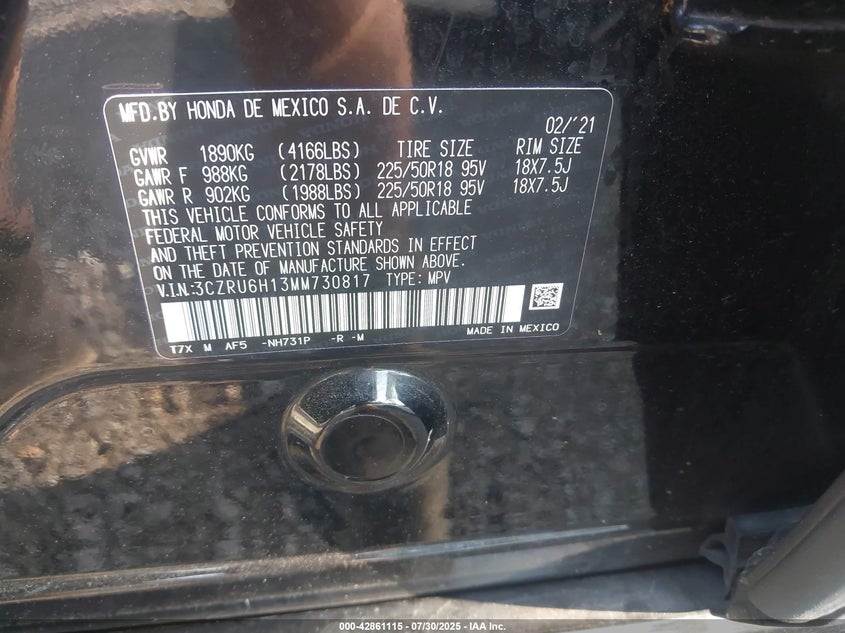 MFD.BY HONDA DE MEXICO S.A. DE C.V.
02/'21
GVWR 1890KG (4166LBS) TIRE SIZE RIM SIZE
GAWR F 988KG (2178LBS) 225/50R18 95V 18X7.5J
GAWR R 902KG (1988LBS) 225/50R18 95V 18X7.5J
THIS VEHICLE CONFORMS TO ALL APPLICABLE
FEDERAL MOTOR VEHICLE SAFETY
AND THEFT PREVENTION STANDARDS IN EFFECT
ON THE DATE OF MANUFACTURE SHOWN ABOVE.
V.I.N.:3CZRU6H13MM730817 TYPE: MPV
MADE IN MEXICO
T7X M AF5 -NH731P -R -M
000-42861115 - 07/30/2025 - IAA Inc.